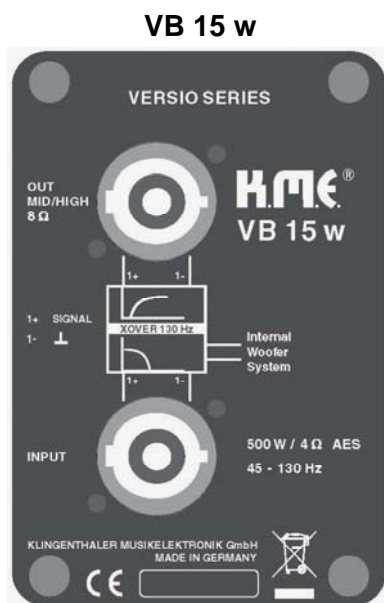 VB 15 w
VERSIO SERIES
OUT
MID/HIGH
8 Ω
K.M.E.®
VB 15 w
1+ 1-
1+ SIGNAL
1- ⊥
XOVER 130 Hz
Internal
Woofer
System
1+ 1-
INPUT
500 W / 4 Ω AES
45 - 130 Hz
KLINGENTHALER MUSIKELEKTRONIK GmbH
MADE IN GERMANY
CE